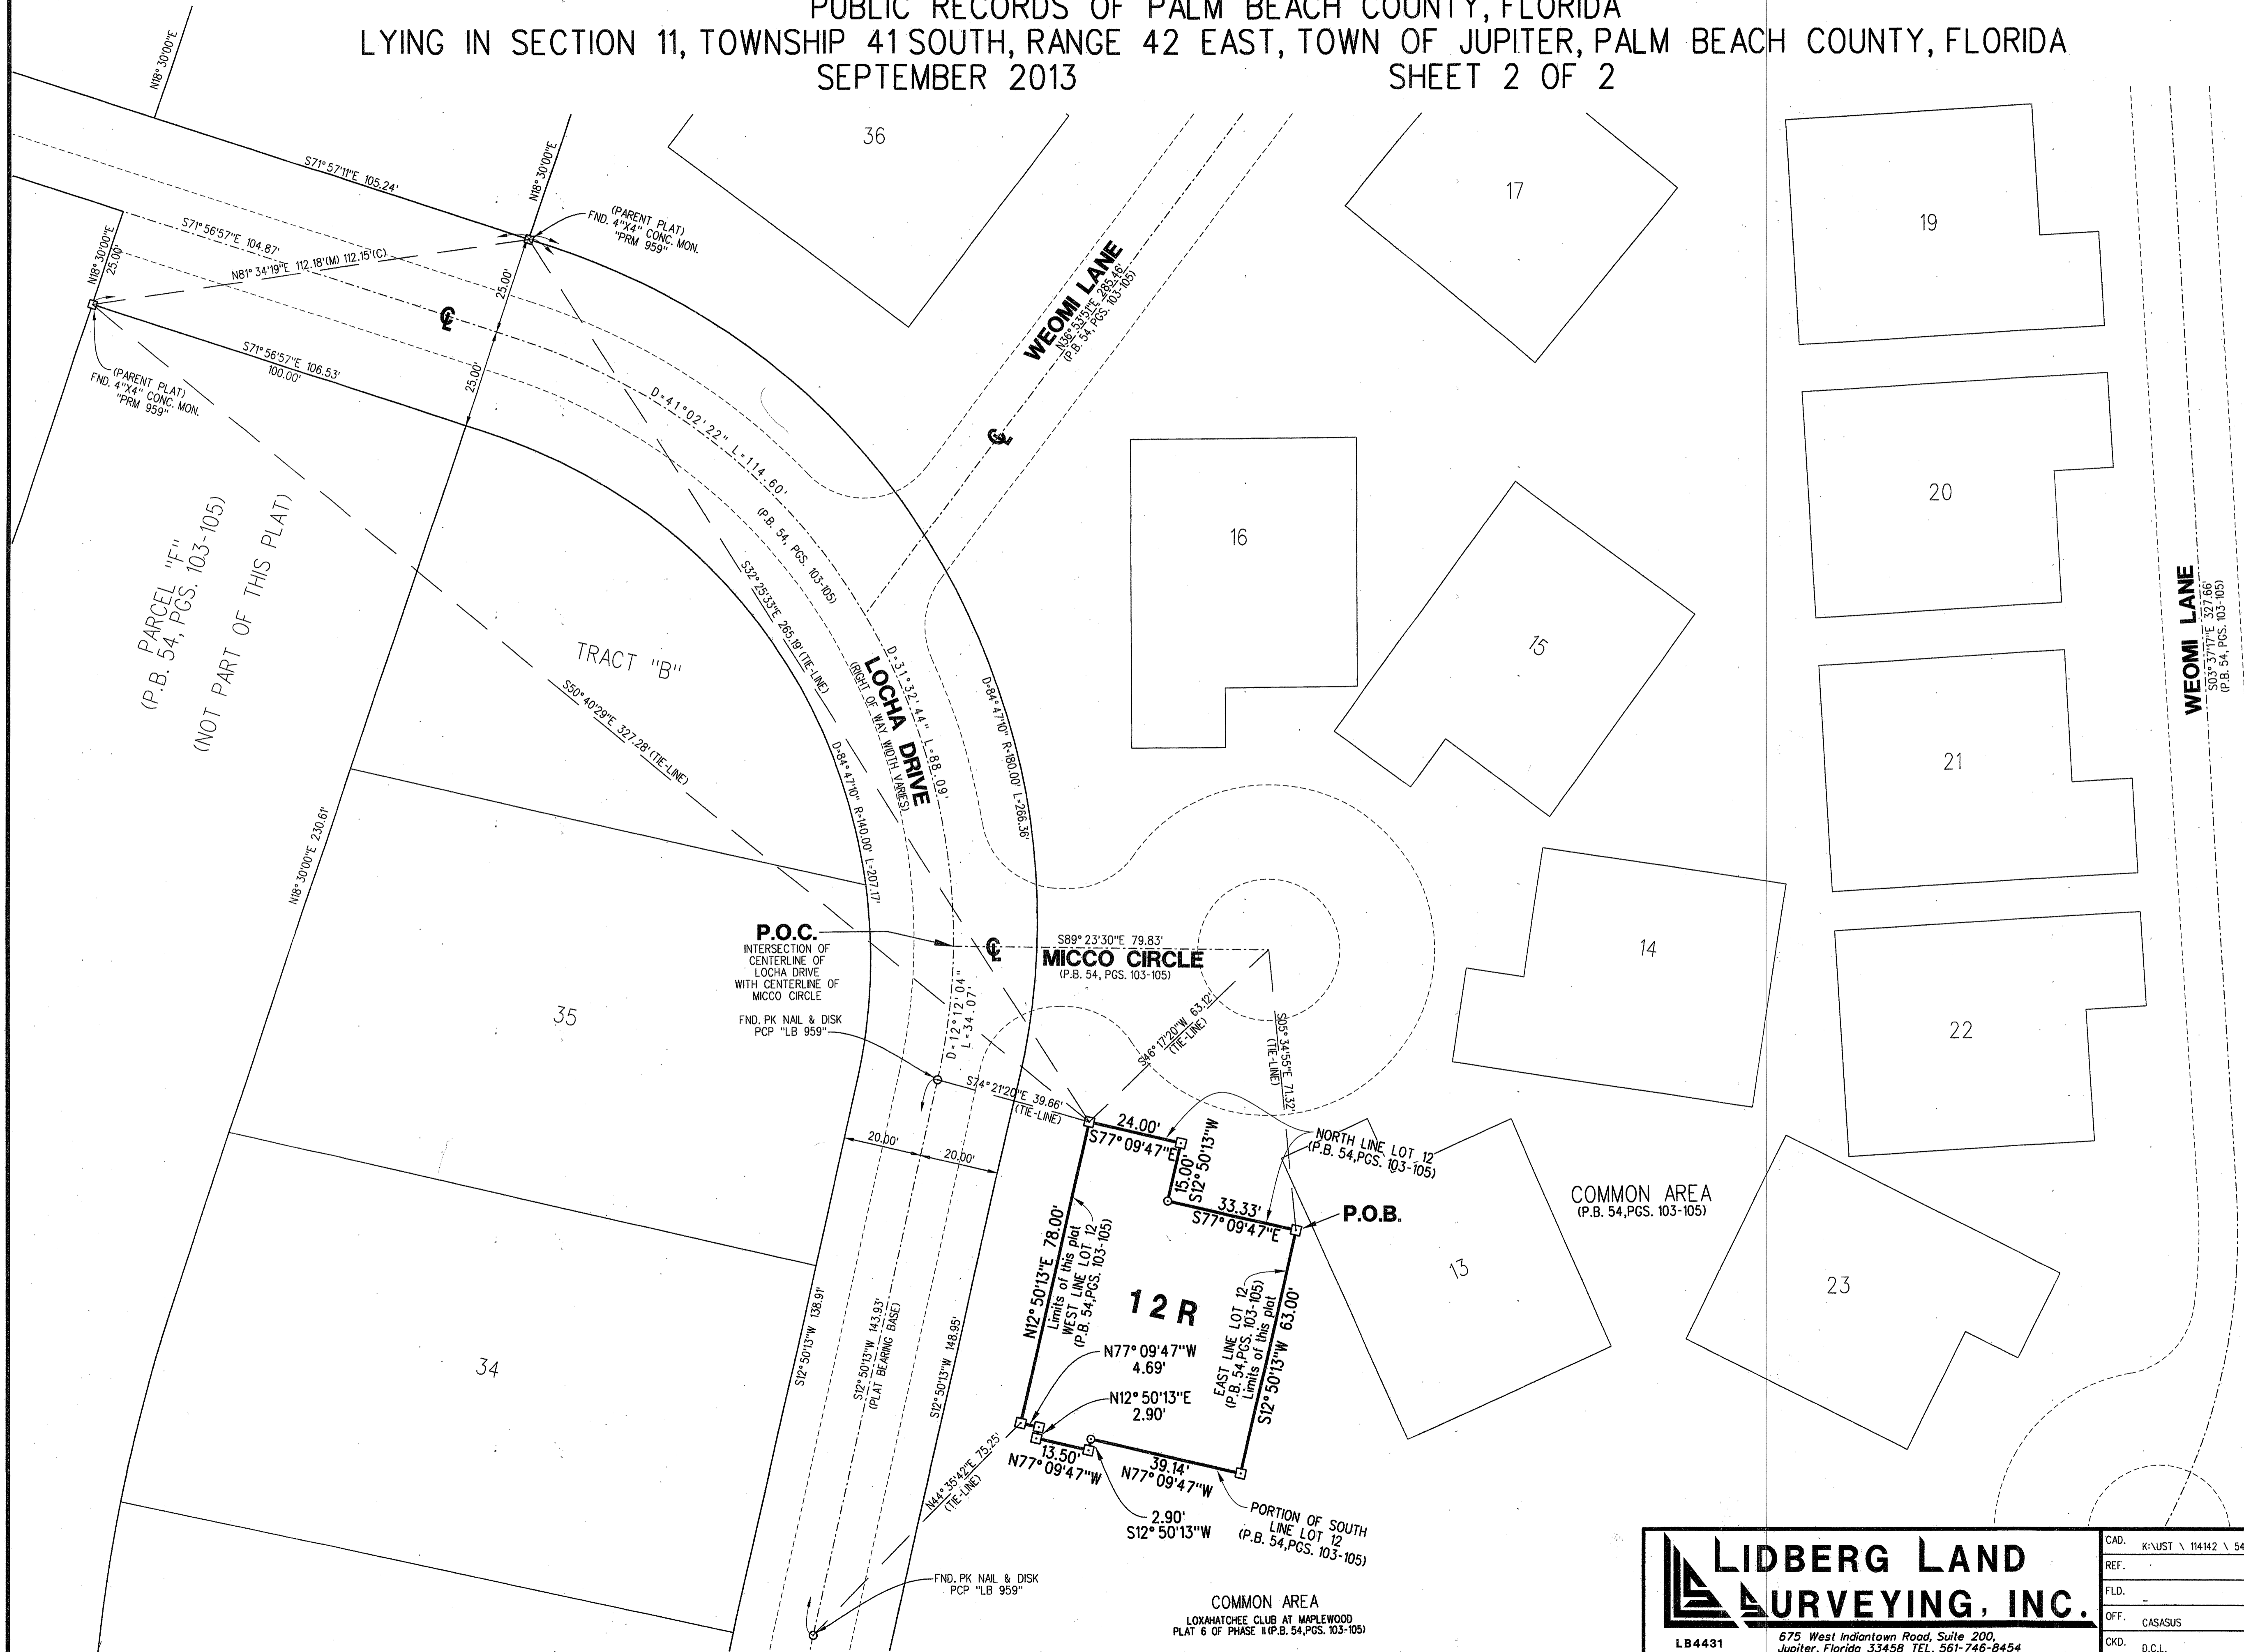 PUBLIC RECORDS OF PALM BEACH COUNTY, FLORIDA
LYING IN SECTION 11, TOWNSHIP 41 SOUTH, RANGE 42 EAST, TOWN OF JUPITER, PALM BEACH COUNTY, FLORIDA
SEPTEMBER 2013 SHEET 2 OF 2
N18°30'00"E
S71°57'11"E 105.24'
N18°30'00"E
(PARENT PLAT)
FND. 4"X4" CONC. MON.
"PRM 959"
N18°30'00"E
25.00'
S71°56'57"E 104.87'
N81°34'19"E 112.18'(M) 112.15'(C)
25.00'
25.00'
S71°56'57"E 106.53'
100.00'
(PARENT PLAT)
FND. 4"X4" CONC. MON.
"PRM 959"
36
17
19
WEOMI LANE
N36°53'51"E 285.46'
(P.B. 54, PGS. 103-105)
D=41°02'22" L=114.60'
(P.B. 54, PGS. 103-105)
PARCEL "F"
(P.B. 54, PGS. 103-105)
(NOT PART OF THIS PLAT)
16
15
20
21
WEOMI LANE
S03°37'17"E 327.66'
(P.B. 54, PGS. 103-105)
TRACT "B"
S32°25'33"E 265.19' (TIE-LINE)
S50°40'29"E 327.28' (TIE-LINE)
D=31°32'44" L=88.09'
LOCHA DRIVE
(RIGHT OF WAY WIDTH VARIES)
D=84°47'10" R=180.00' L=266.36'
D=84°47'10" R=140.00' L=207.17'
N18°30'00"E 230.61'
P.O.C.
INTERSECTION OF
CENTERLINE OF
LOCHA DRIVE
WITH CENTERLINE OF
MICCO CIRCLE
FND. PK NAIL & DISK
PCP "LB 959"
S89°23'30"E 79.83'
MICCO CIRCLE
(P.B. 54, PGS. 103-105)
14
22
35
D=12°12'04"
L=34.07'
S46°17'20"W 63.12'
(TIE-LINE)
S05°34'55"E 71.32'
(TIE-LINE)
S74°21'20"E 39.66'
(TIE-LINE)
20.00'
20.00'
24.00'
S77°09'47"E
15.00'
S12°50'13"W
33.33'
S77°09'47"E
NORTH LINE LOT 12
(P.B. 54,PGS. 103-105)
P.O.B.
COMMON AREA
(P.B. 54,PGS. 103-105)
13
23
N12°50'13"E 78.00'
Limits of this plat
WEST LINE LOT 12
(P.B. 54,PGS. 103-105)
12R
EAST LINE LOT 12
(P.B. 54,PGS. 103-105)
Limits of this plat
S12°50'13"W 63.00'
N77°09'47"W
4.69'
N12°50'13"E
2.90'
34
S12°50'13"W 138.91'
S12°50'13"W 143.93'
(PLAT BEARING BASE)
S12°50'13"W 148.95'
13.50'
N77°09'47"W
39.14'
N77°09'47"W
2.90'
S12°50'13"W
PORTION OF SOUTH
LINE LOT 12
(P.B. 54,PGS. 103-105)
N44°35'42"E 75.25'
(TIE-LINE)
FND. PK NAIL & DISK
PCP "LB 959"
COMMON AREA
LOXAHATCHEE CLUB AT MAPLEWOOD
PLAT 6 OF PHASE II (P.B. 54,PGS. 103-105)
LIDBERG LAND
SURVEYING, INC.
LB4431
675 West Indiantown Road, Suite 200,
Jupiter, Florida 33458 TEL. 561-746-8454
CAD. K:\UST \ 114142 \ 54
REF.
FLD. -
OFF. CASASUS
CKD. D.C.L.